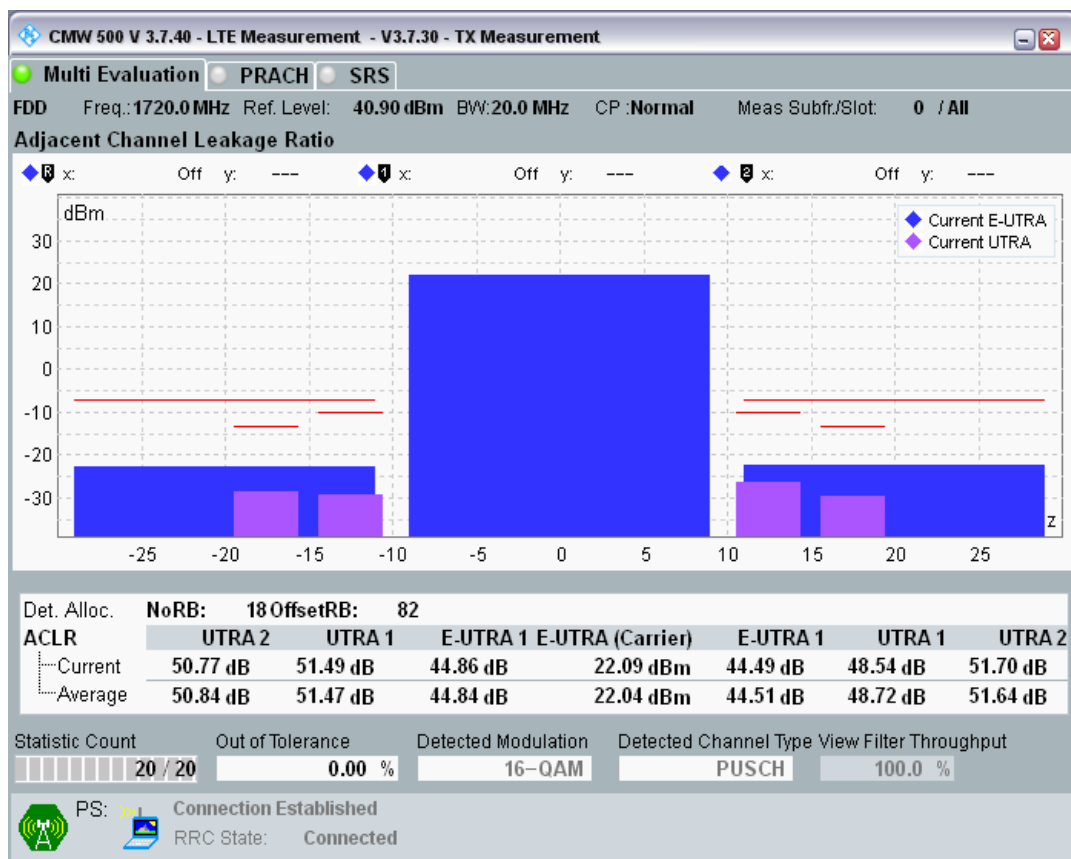 CMW 500 V 3.7.40 - LTE Measurement - V3.7.30 - TX Measurement
Multi Evaluation PRACH SRS
FDD Freq.: 1720.0 MHz Ref. Level: 40.90 dBm BW: 20.0 MHz CP :Normal Meas Subfr./Slot: 0 / All
Adjacent Channel Leakage Ratio
R x: Off y: --- 1 x: Off y: --- 2 x: Off y: ---
dBm
Current E-UTRA
Current UTRA
30
20
10
0
-10
-20
-30
z
-25 -20 -15 -10 -5 0 5 10 15 20 25
Det. Alloc. NoRB: 18 OffsetRB: 82
ACLR UTRA 2 UTRA 1 E-UTRA 1 E-UTRA (Carrier) E-UTRA 1 UTRA 1 UTRA 2
Current 50.77 dB 51.49 dB 44.86 dB 22.09 dBm 44.49 dB 48.54 dB 51.70 dB
Average 50.84 dB 51.47 dB 44.84 dB 22.04 dBm 44.51 dB 48.72 dB 51.64 dB
Statistic Count Out of Tolerance Detected Modulation Detected Channel Type View Filter Throughput
20 / 20 0.00 % 16-QAM PUSCH 100.0 %
PS: Connection Established
RRC State: Connected